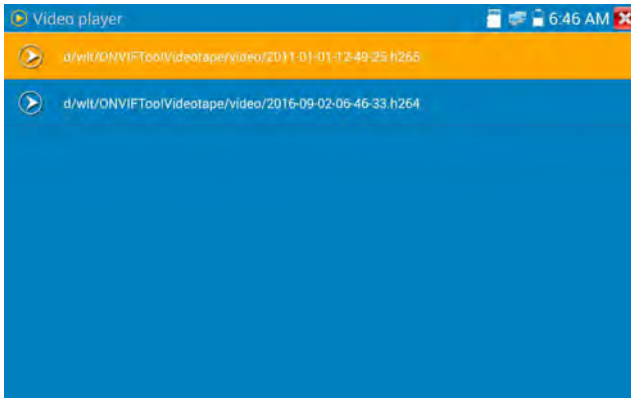 Video player
6:46 AM
d/wlt/ONVIFToolVideotape/video/2011-01-01-12-49-25.h265
d/wlt/ONVIFToolVideotape/video/2016-09-02-06-46-33.h264